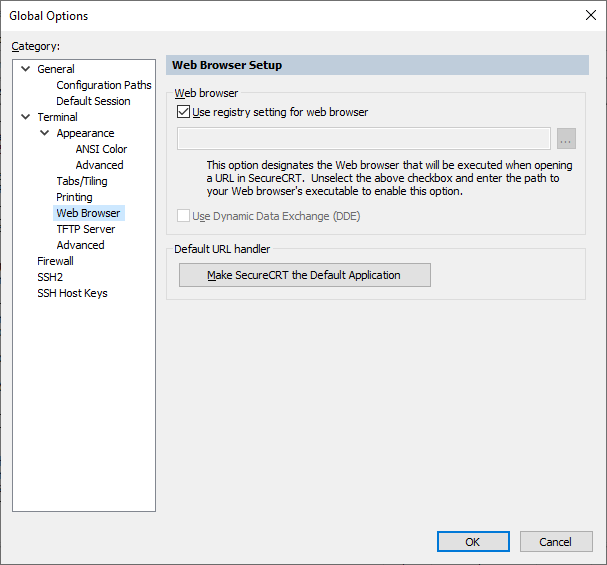 Global Options
Category:
General
Configuration Paths
Default Session
Terminal
Appearance
ANSI Color
Advanced
Tabs/Tiling
Printing
Web Browser
TFTP Server
Advanced
Firewall
SSH2
SSH Host Keys
Web Browser Setup
Web browser
Use registry setting for web browser
...
This option designates the Web browser that will be executed when opening
a URL in SecureCRT.  Unselect the above checkbox and enter the path to
your Web browser's executable to enable this option.
Use Dynamic Data Exchange (DDE)
Default URL handler
Make SecureCRT the Default Application
OK
Cancel